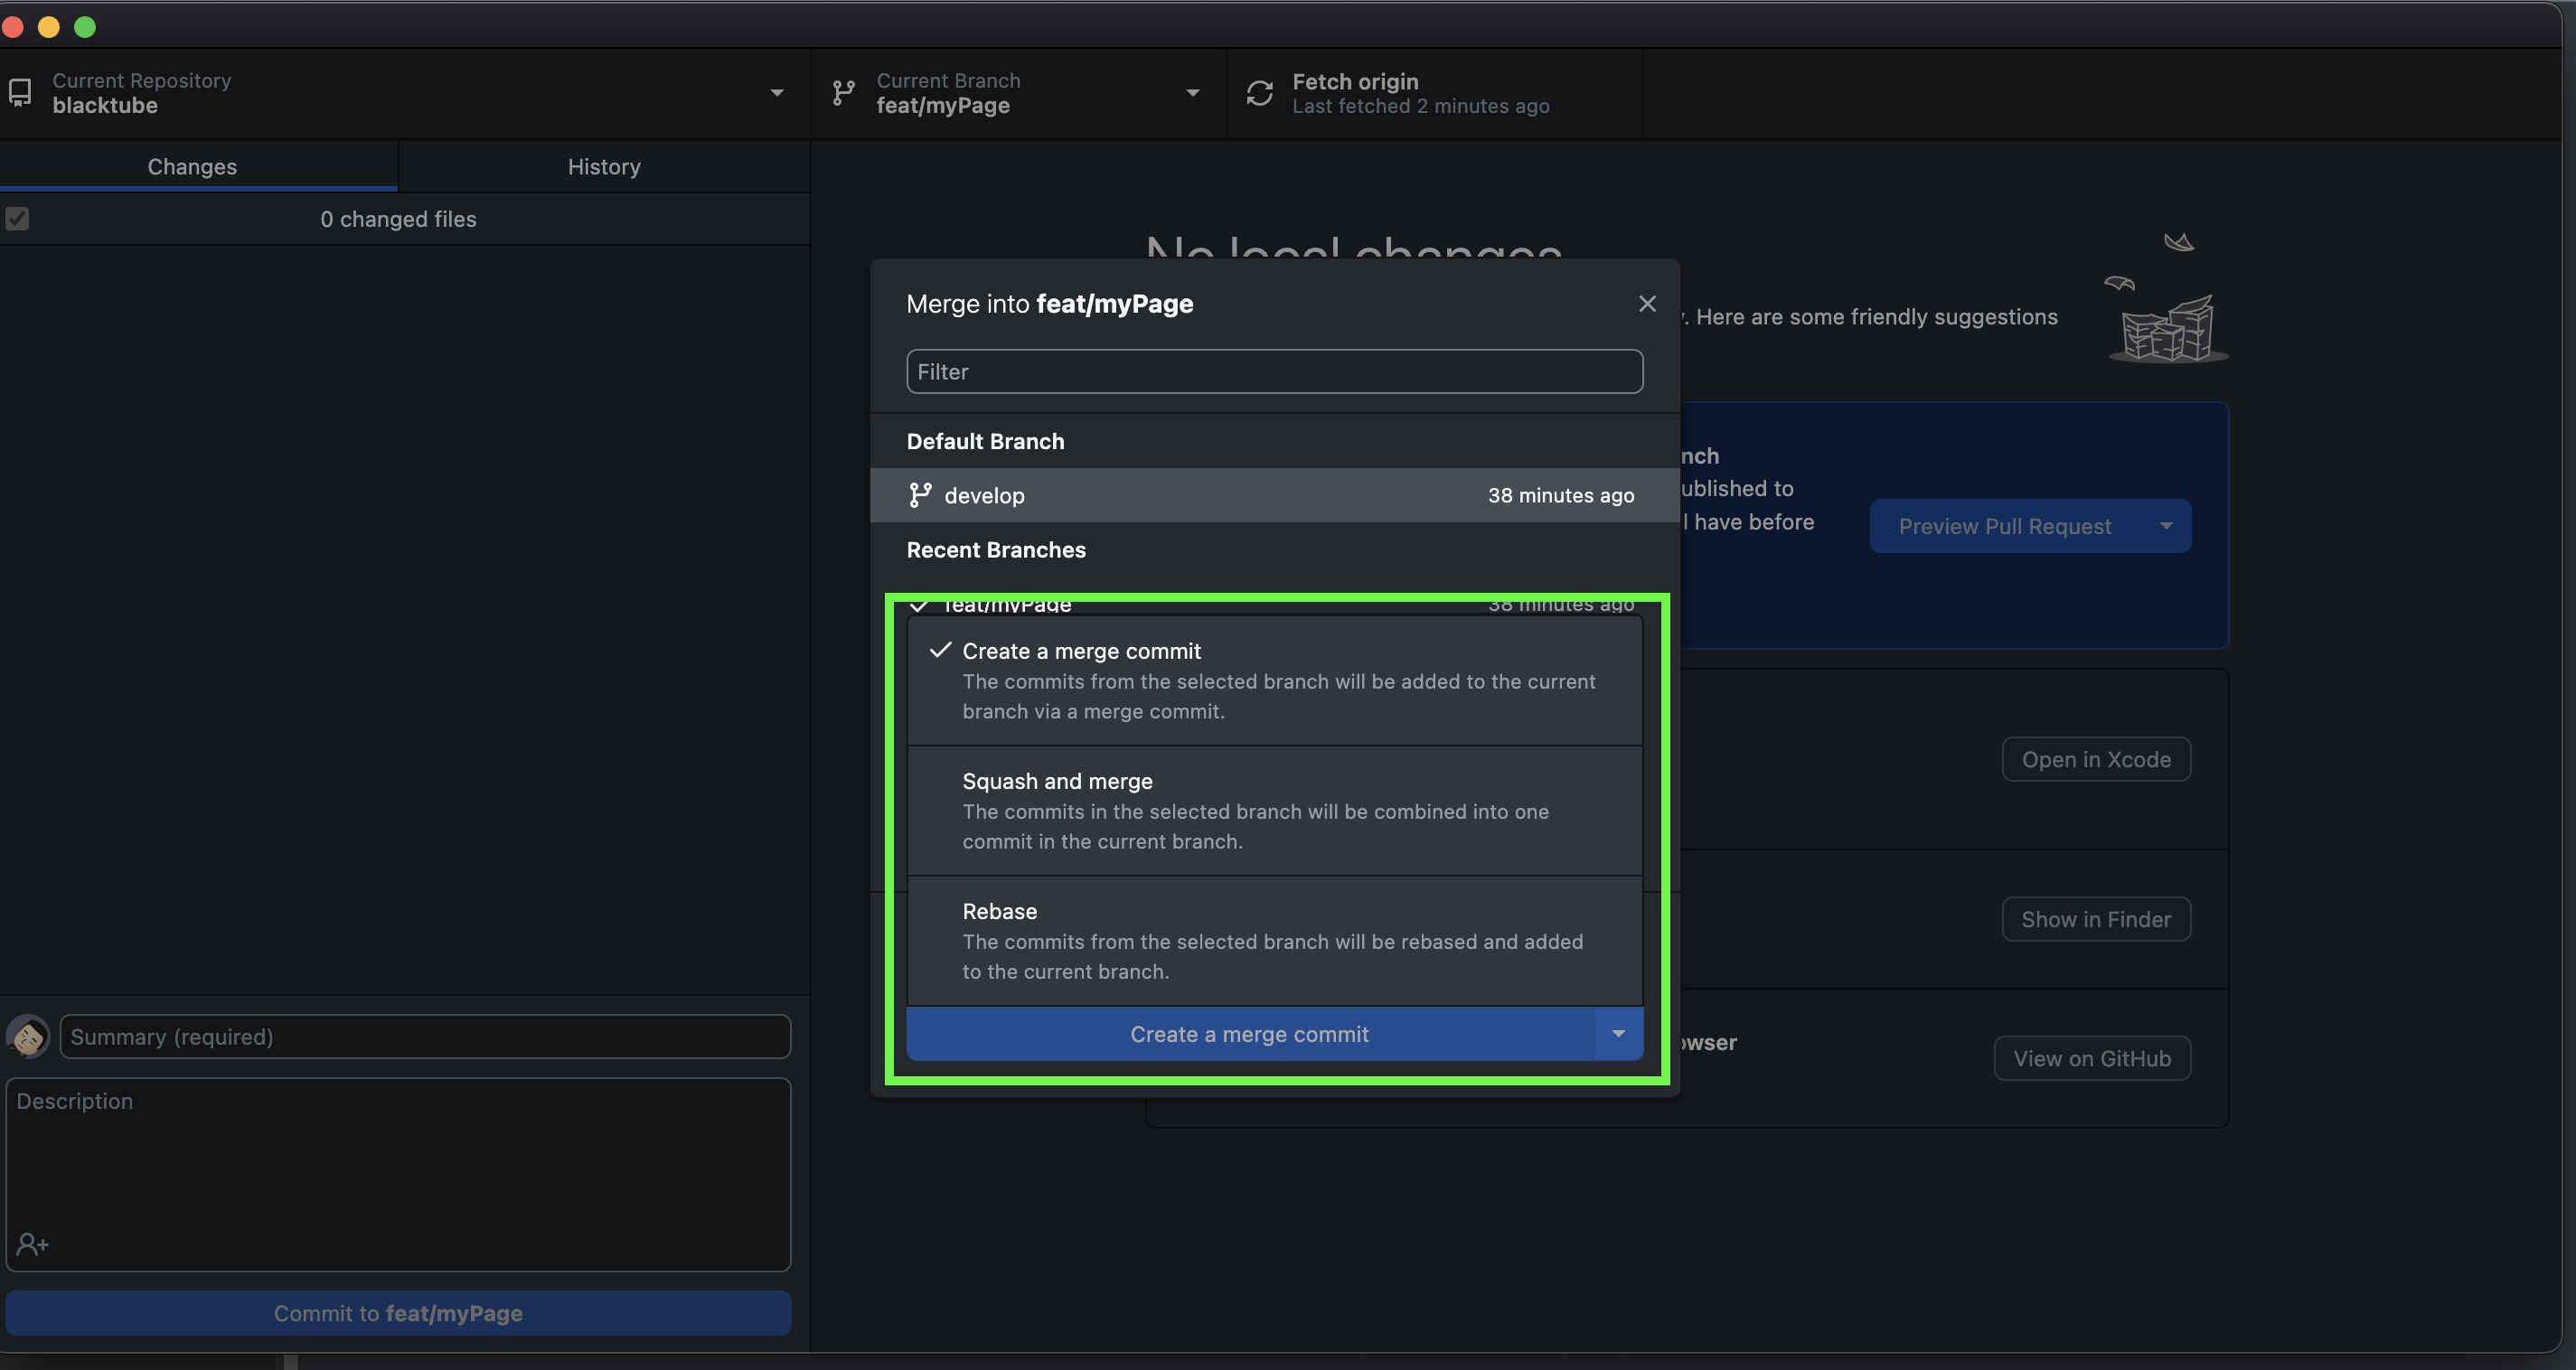 Current Repository
blacktube
Current Branch
feat/myPage
Fetch origin
Last fetched 2 minutes ago
Changes
History
0 changed files
No local changes
Merge into feat/myPage
. Here are some friendly suggestions
Filter
Default Branch
nch
develop
38 minutes ago
ublished to
l have before
Preview Pull Request
Recent Branches
feat/myPage
38 minutes ago
Create a merge commit
The commits from the selected branch will be added to the current
branch via a merge commit.
Squash and merge
The commits in the selected branch will be combined into one
commit in the current branch.
Open in Xcode
Rebase
The commits from the selected branch will be rebased and added
to the current branch.
Show in Finder
Create a merge commit
owser
View on GitHub
Summary (required)
Description
Commit to feat/myPage